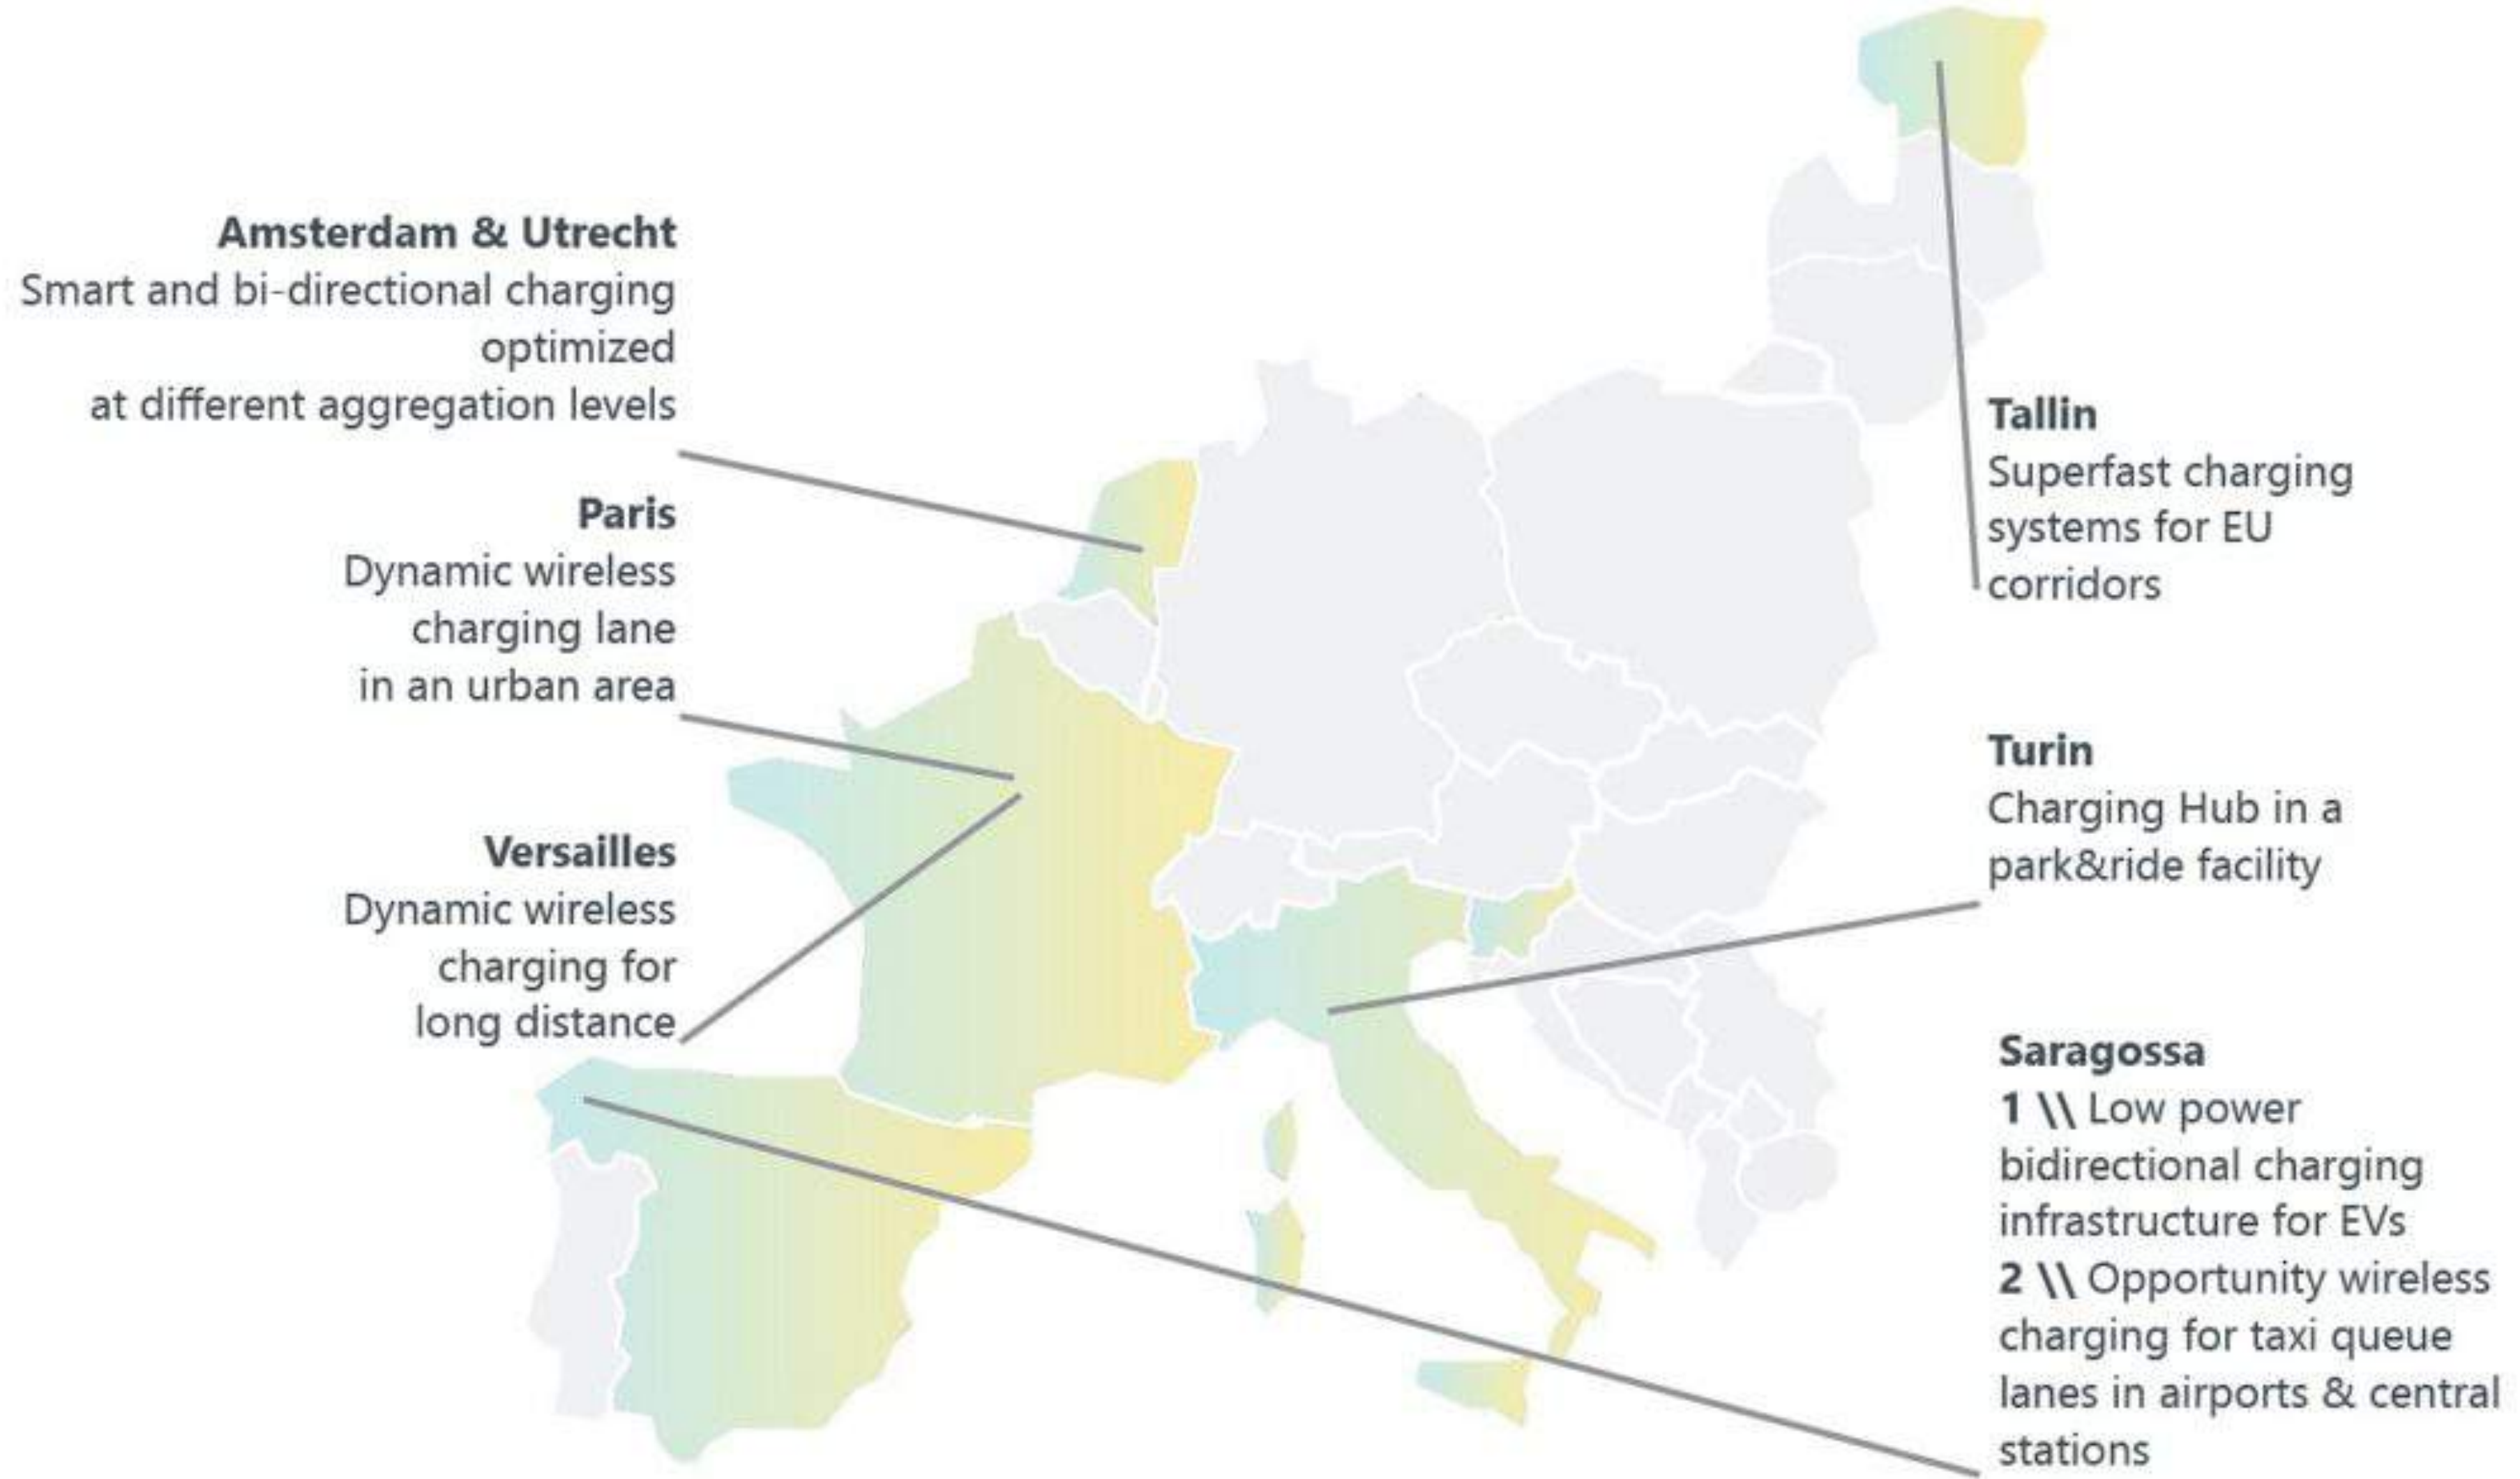 Amsterdam & Utrecht
Smart and bi-directional charging
optimized
at different aggregation levels
Paris
Dynamic wireless
charging lane
in an urban area
Versailles
Dynamic wireless
charging for
long distance
Tallin
Superfast charging
systems for EU
corridors
Turin
Charging Hub in a
park&ride facility
Saragossa
1 \\ Low power
bidirectional charging
infrastructure for EVs
2 \\ Opportunity wireless
charging for taxi queue
lanes in airports & central
stations